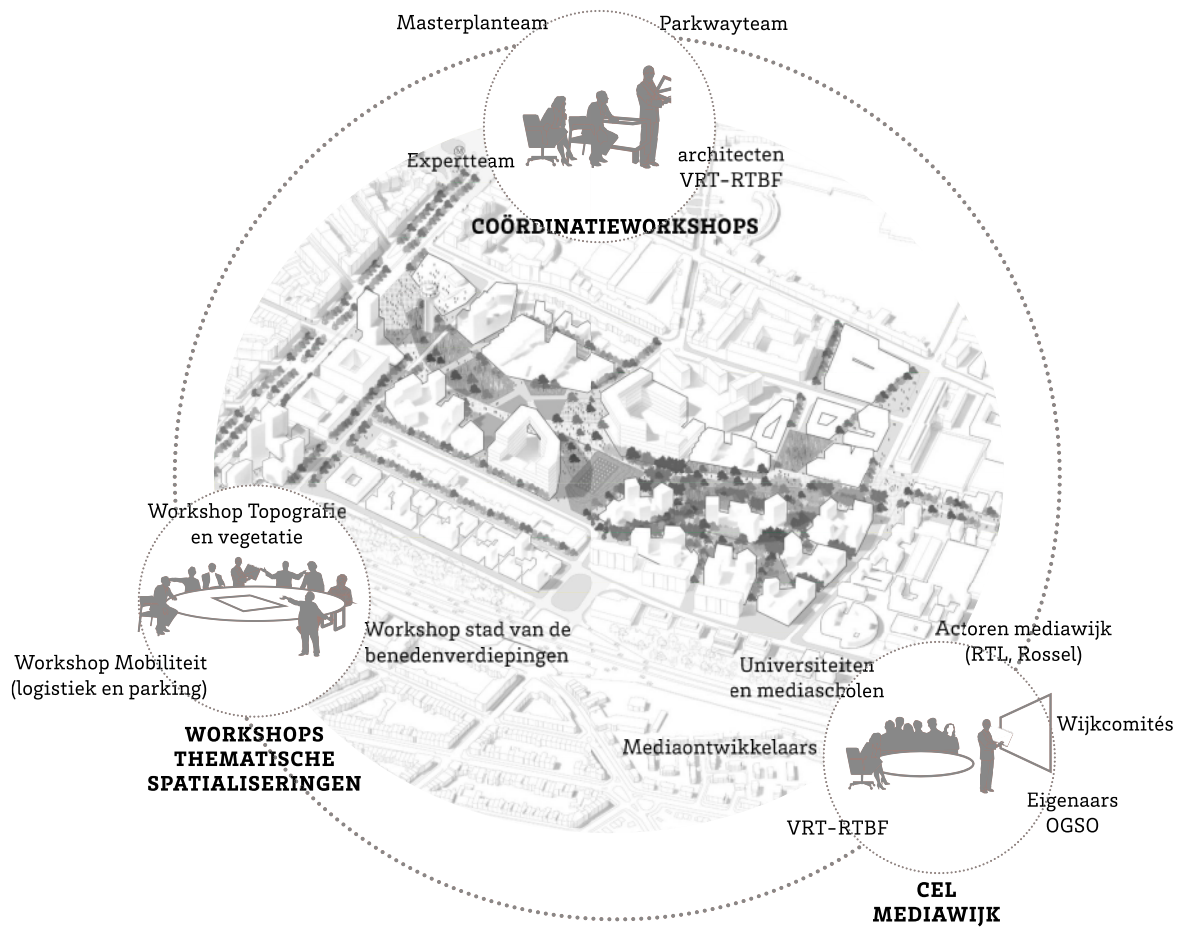 Masterplanteam
Parkwayteam
Expertteam
architecten
VRT-RTBF
COÖRDINATIEWORKSHOPS
Workshop Topografie
en vegetatie
Workshop stad van de
benedenverdiepingen
Workshop Mobiliteit
(logistiek en parking)
WORKSHOPS
THEMATISCHE
SPATIALISERINGEN
Actoren mediawijk
(RTL, Rossel)
Universiteiten
en mediascholen
Wijkcomités
Mediaontwikkelaars
Eigenaars
OGSO
VRT-RTBF
CEL
MEDIAWIJK